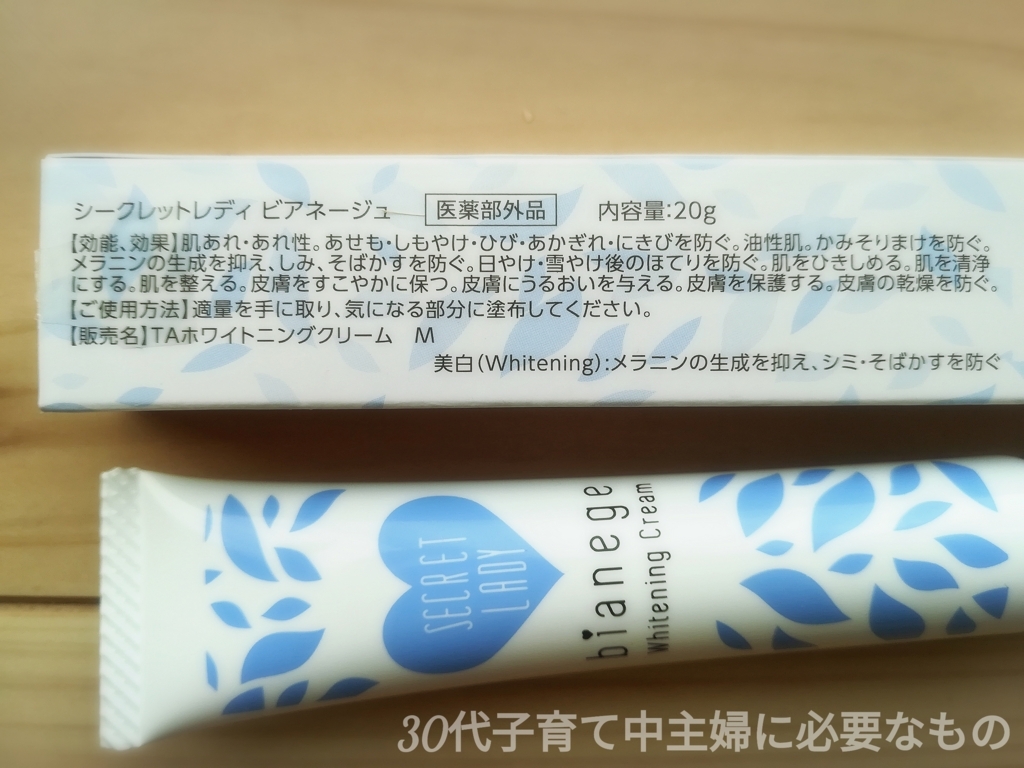 シークレットレディ ビアネージュ 医薬部外品 内容量:20g
【効能、効果】肌あれ・あれ性。あせも・しもやけ・ひび・あかぎれ・にきびを防ぐ。油性肌。かみそりまけを防ぐ。
メラニンの生成を抑え、しみ、そばかすを防ぐ。日やけ・雪やけ後のほてりを防ぐ。肌をひきしめる。肌を清浄
にする。肌を整える。皮膚をすこやかに保つ。皮膚にうるおいを与える。皮膚を保護する。皮膚の乾燥を防ぐ。
【ご使用方法】適量を手に取り、気になる部分に塗布してください。
【販売名】TAホワイトニングクリーム M
美白(Whitening):メラニンの生成を抑え、シミ・そばかすを防ぐ
SECRET
LADY
bianege
Whitening Cream
30代子育て中主婦に必要なもの